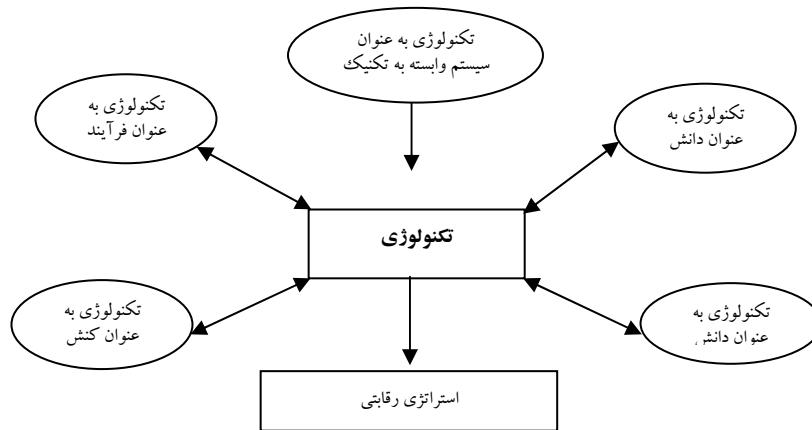 تکنولوژی به عنوان
سیستم وابسته به تکنیک
تکنولوژی به
عنوان دانش
تکنولوژی به
عنوان فرآیند
تکنولوژی
تکنولوژی به
عنوان دانش
تکنولوژی به
عنوان کنش
استراتژی رقابتی